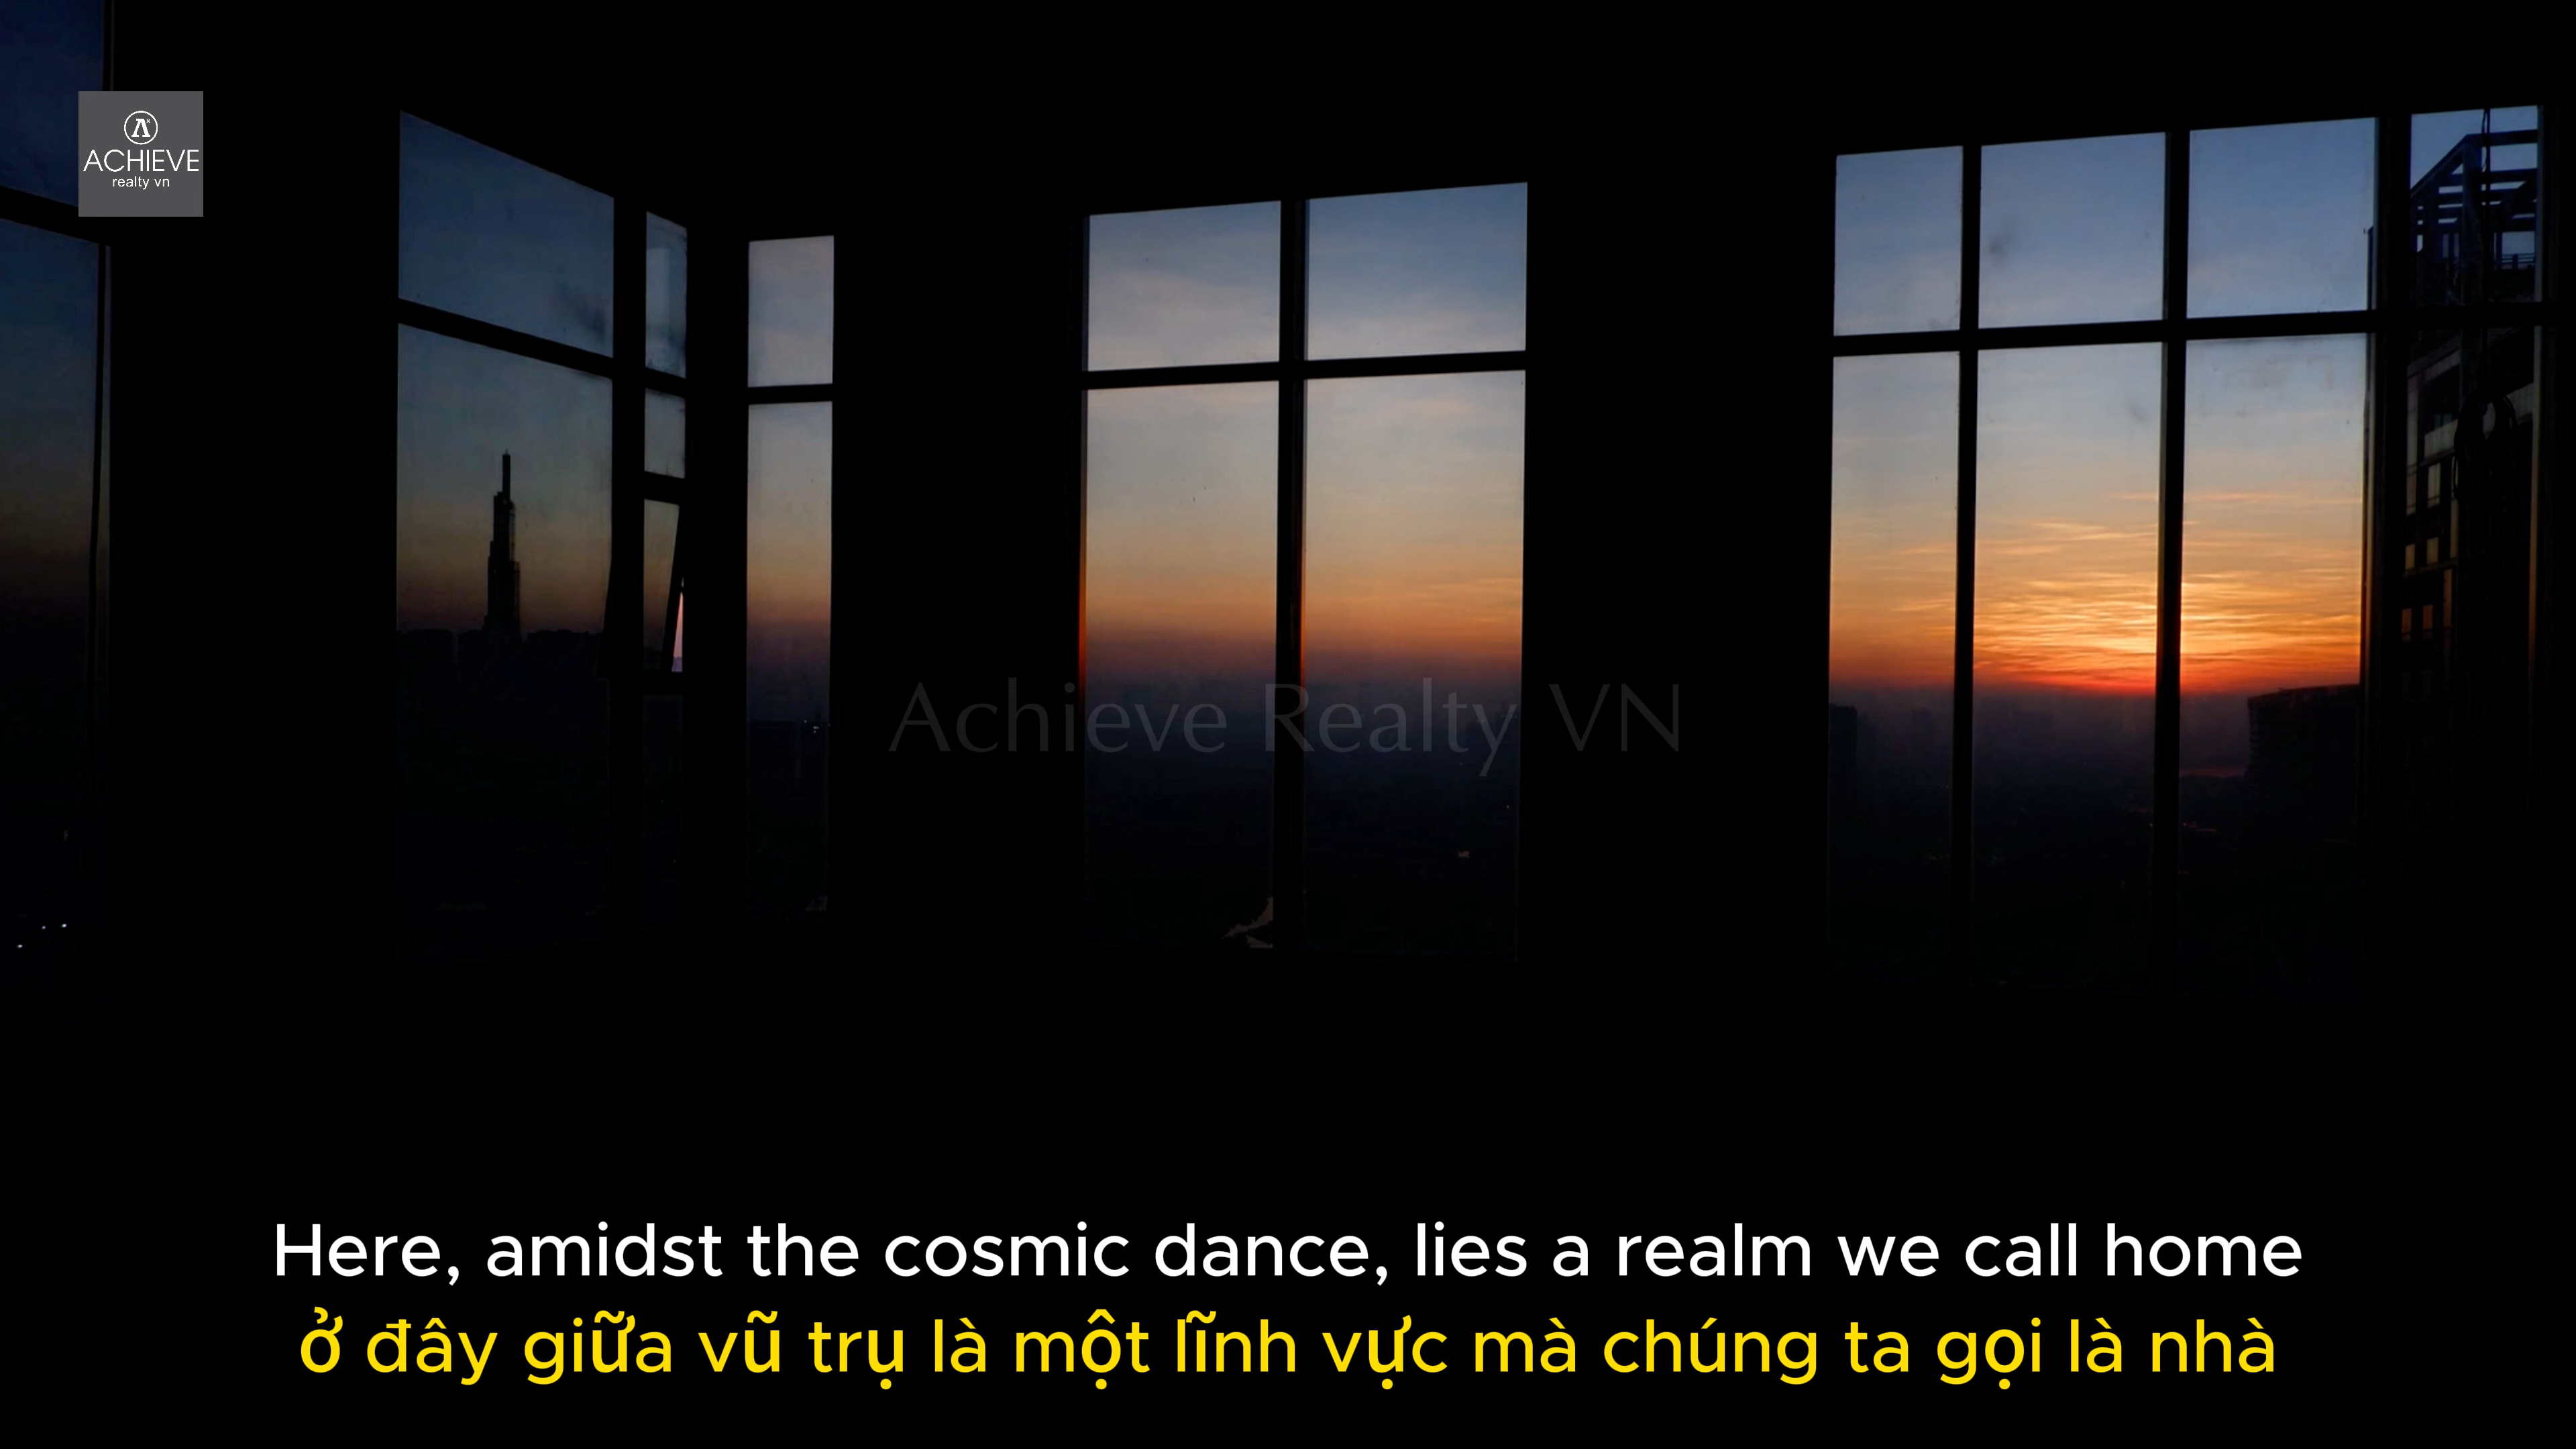 ACHIEVE
realty vn
Achieve Realty VN
Here, amidst the cosmic dance, lies a realm we call home
ở đây giữa vũ trụ là một lĩnh vực mà chúng ta gọi là nhà